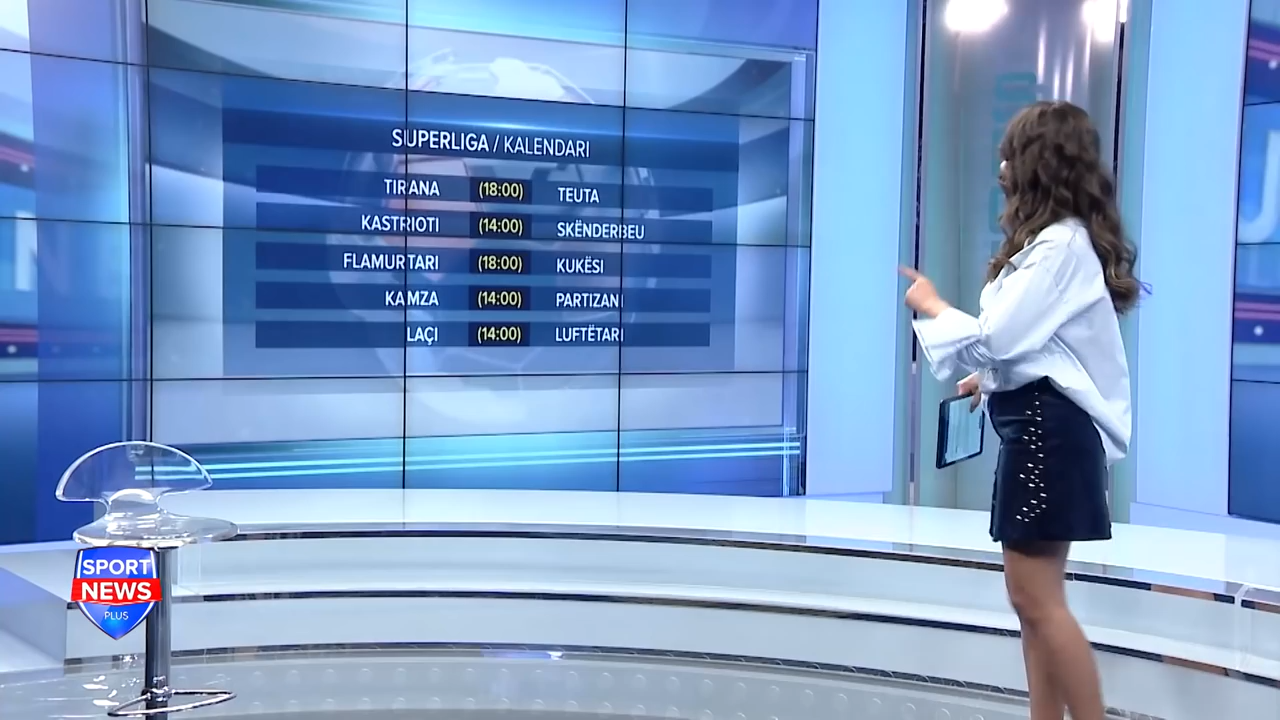 SUPERLIGA / KALENDARI
TIRANA (18:00) TEUTA
KASTRIOTI (14:00) SKËNDERBEU
FLAMURTARI (18:00) KUKËSI
KAMZA (14:00) PARTIZANI
LAÇI (14:00) LUFTËTARI
SPORT
NEWS
PLUS